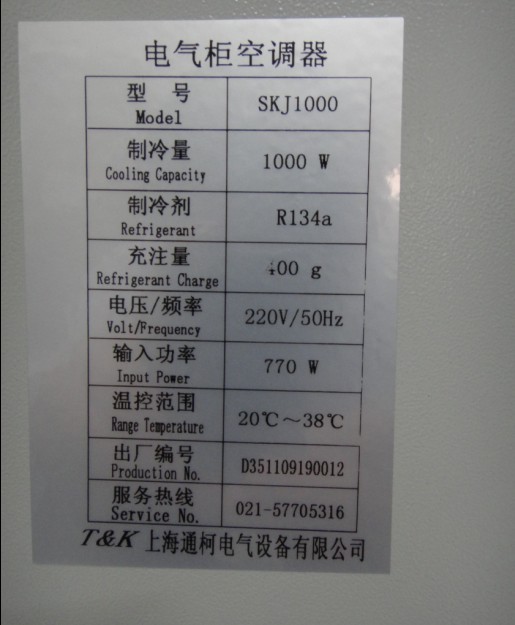 电气柜空调器
型 号 SKJ1000
Model
制冷量 1000 W
Cooling Capacity
制冷剂 R134a
Refrigerant
充注量 400 g
Refrigerant Charge
电压/频率 220V/50Hz
Volt/Frequency
输入功率 770 W
Input Power
温控范围 20℃～38℃
Range Temperature
出厂编号 D351109190012
Production No.
服务热线 021-57705316
Service No.
T&K 上海通柯电气设备有限公司